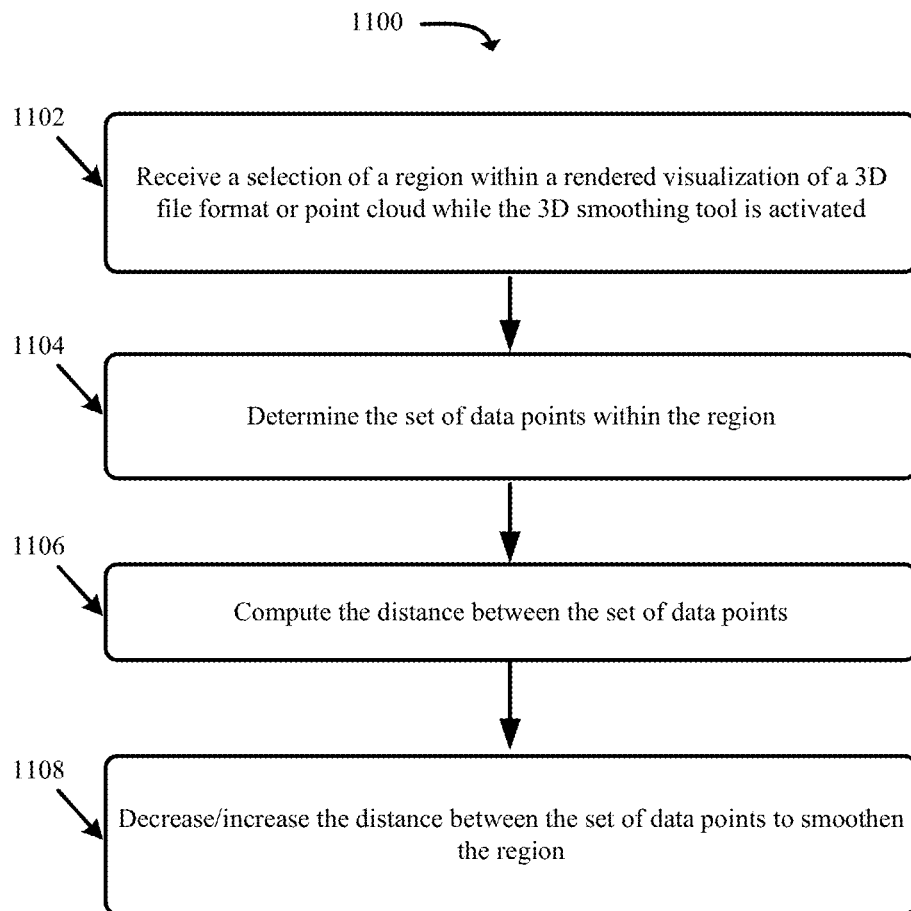 1100
1102
Receive a selection of a region within a rendered visualization of a 3D
file format or point cloud while the 3D smoothing tool is activated
1104
Determine the set of data points within the region
1106
Compute the distance between the set of data points
1108
Decrease/increase the distance between the set of data points to smoothen
the region